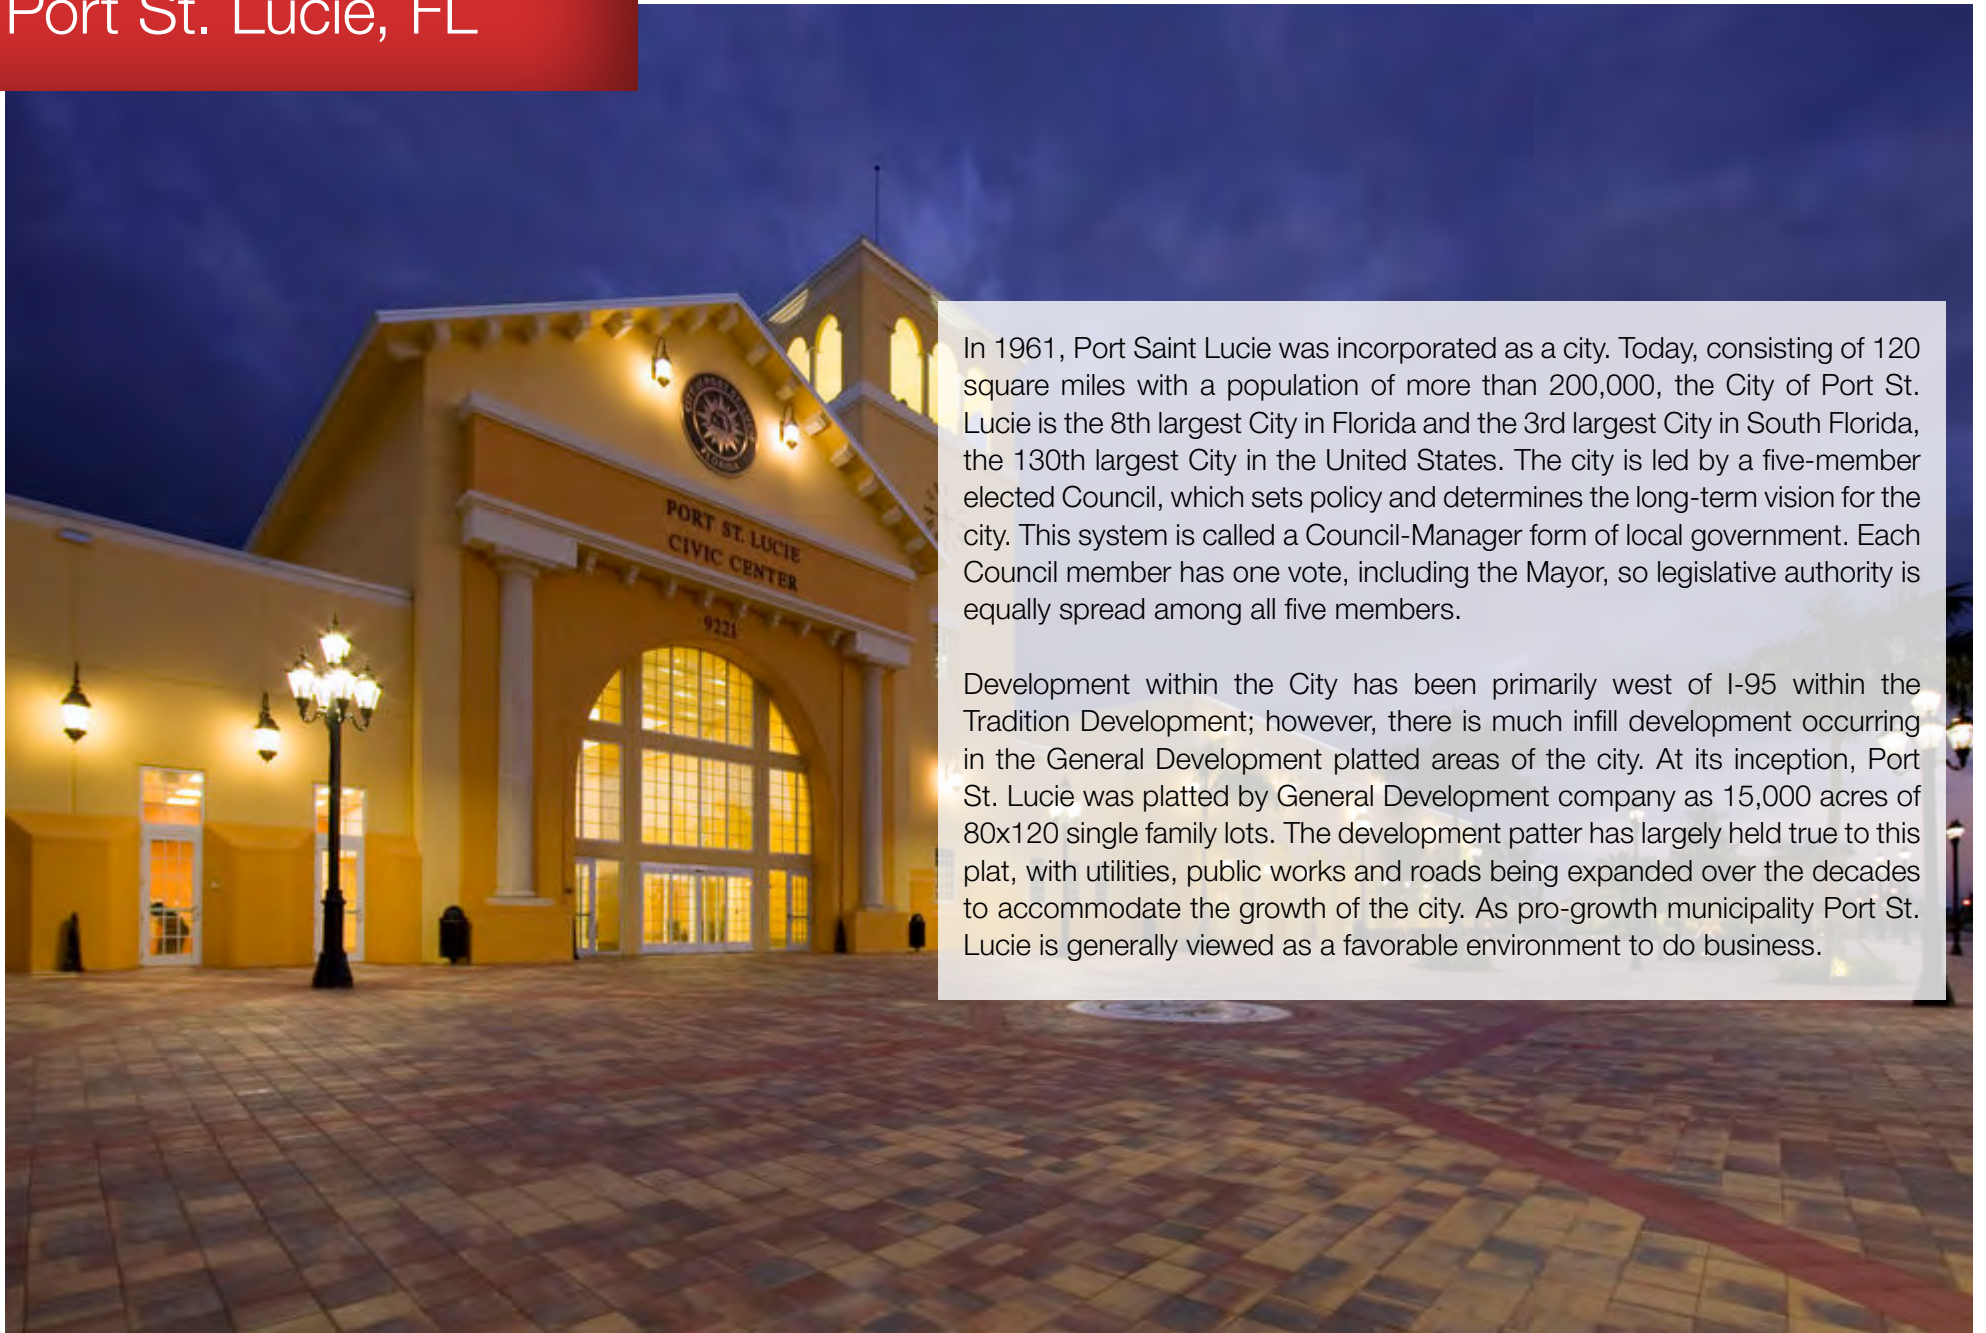 Port St. Lucie, FL
In 1961, Port Saint Lucie was incorporated as a city. Today, consisting of 120
square miles with a population of more than 200,000, the City of Port St.
Lucie is the 8th largest City in Florida and the 3rd largest City in South Florida,
the 130th largest City in the United States. The city is led by a five-member
elected Council, which sets policy and determines the long-term vision for the
city. This system is called a Council-Manager form of local government. Each
Council member has one vote, including the Mayor, so legislative authority is
equally spread among all five members.
Development within the City has been primarily west of I-95 within the
Tradition Development; however, there is much infill development occurring
in the General Development platted areas of the city. At its inception, Port
St. Lucie was platted by General Development company as 15,000 acres of
80x120 single family lots. The development patter has largely held true to this
plat, with utilities, public works and roads being expanded over the decades
to accommodate the growth of the city. As pro-growth municipality Port St.
Lucie is generally viewed as a favorable environment to do business.
FLORIDA
PORT ST. LUCIE
CIVIC CENTER
9221